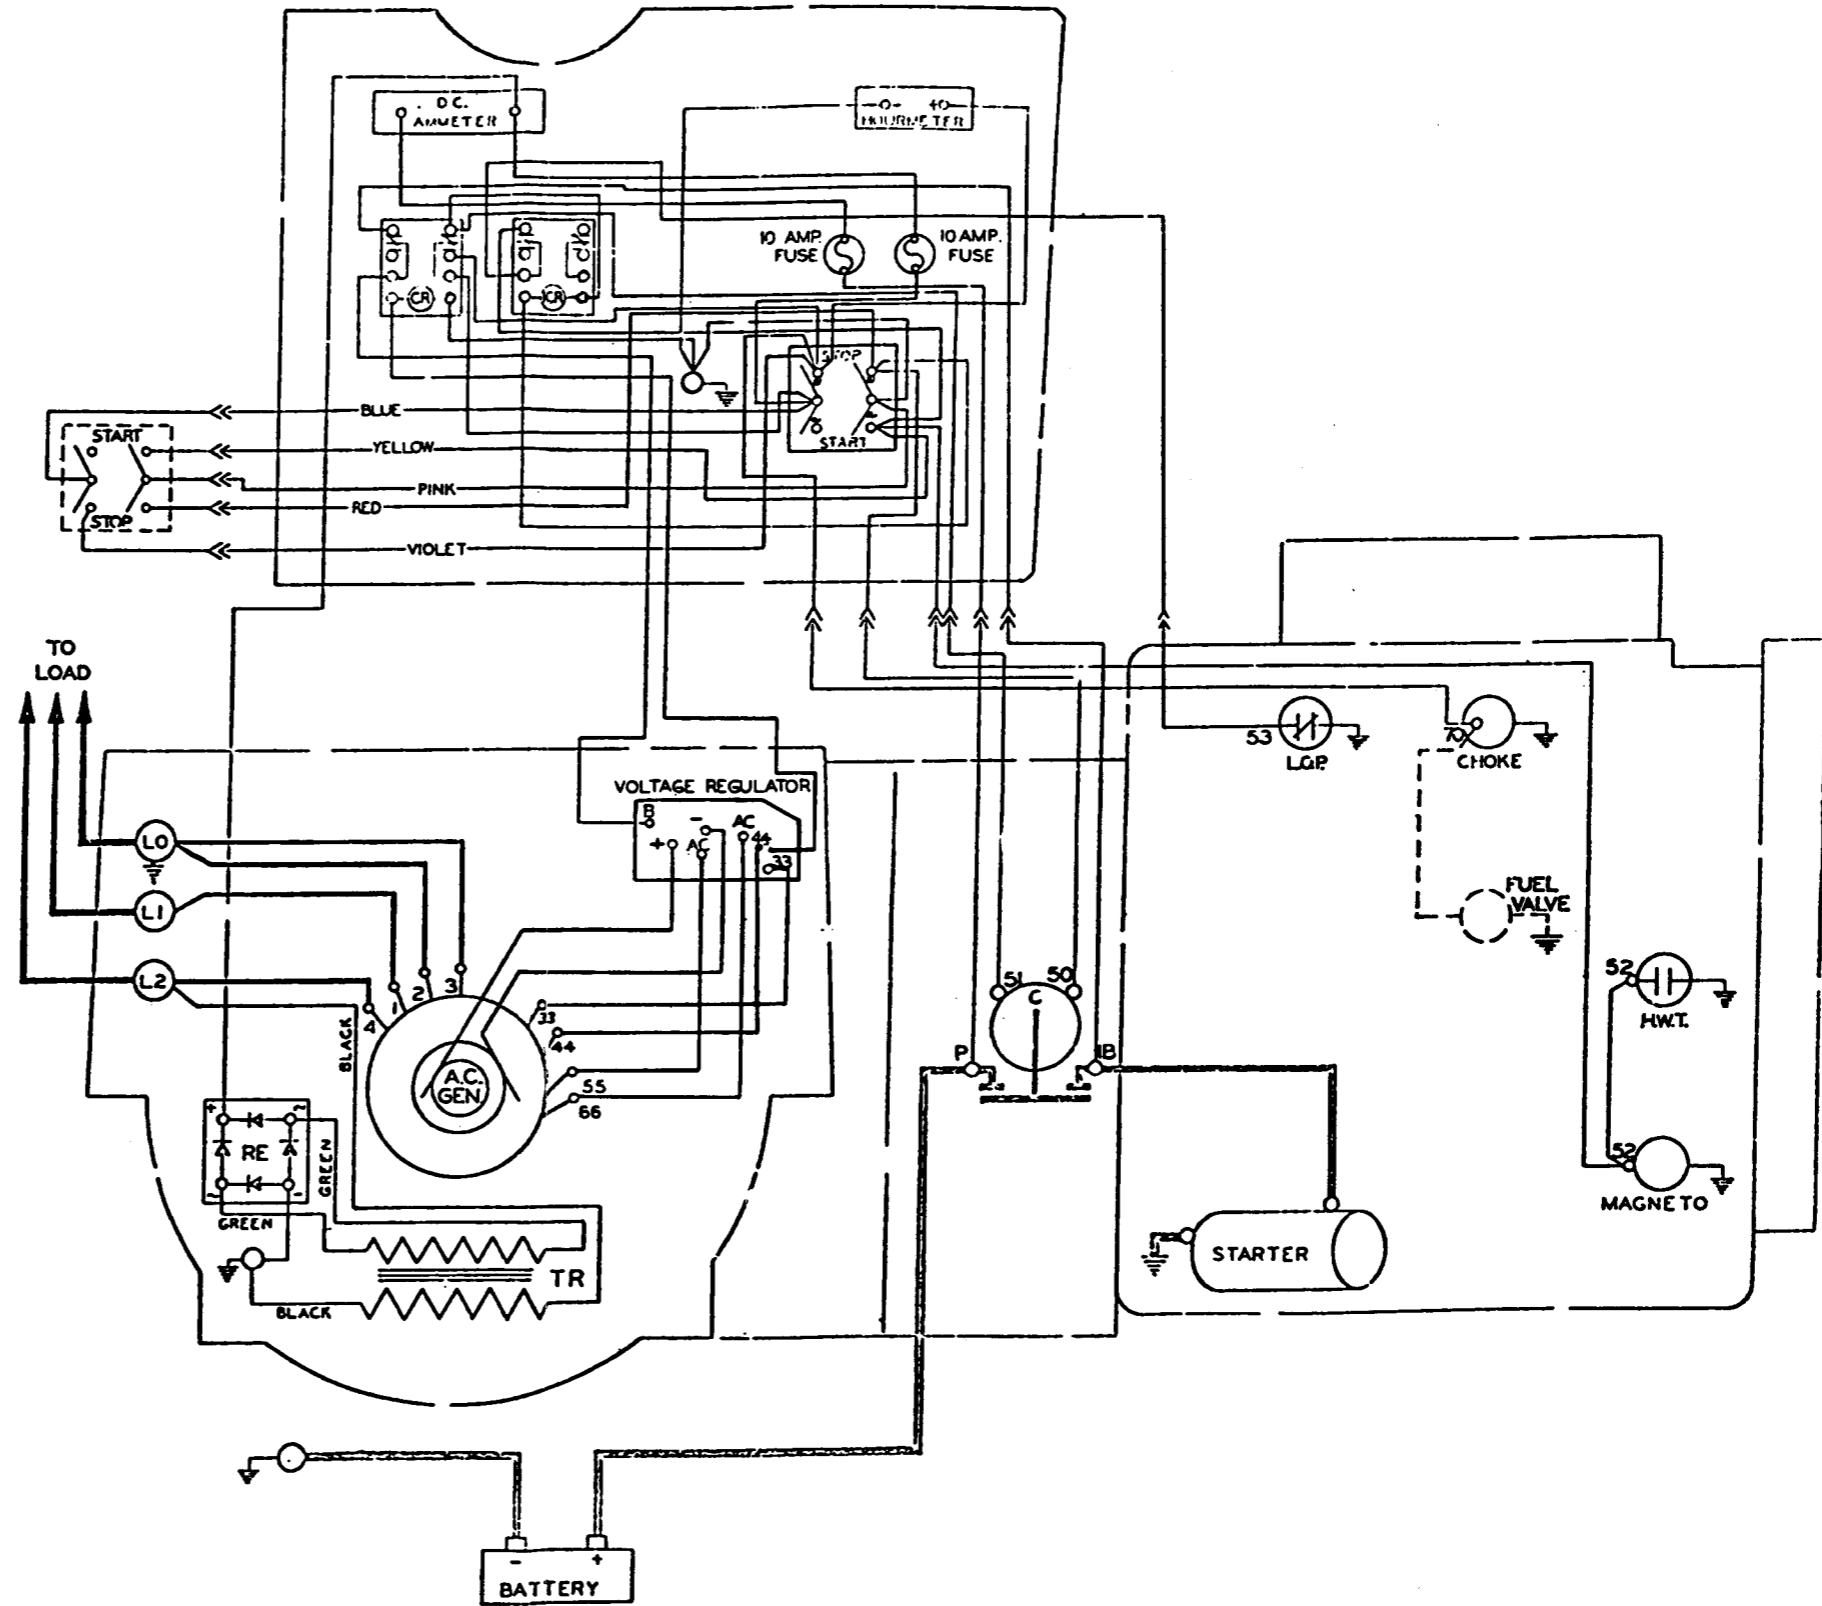 D.C.
AMMETER
HOURMETER
10 AMP.
FUSE
10 AMP.
FUSE
CR
CR
STOP
START
BLUE
START
YELLOW
PINK
RED
STOP
VIOLET
TO
LOAD
53
L.O.P.
70
CHOKE
VOLTAGE REGULATOR
B
+
-
AC
AC
44
33
L0
L1
L2
FUEL
VALVE
4
1
2
3
33
44
55
66
BLACK
A.C.
GEN.
51
50
C
P
B
52
H.W.T.
52
MAGNETO
+
~
RE
GREEN
GREEN
STARTER
TR
BLACK
-
+
BATTERY